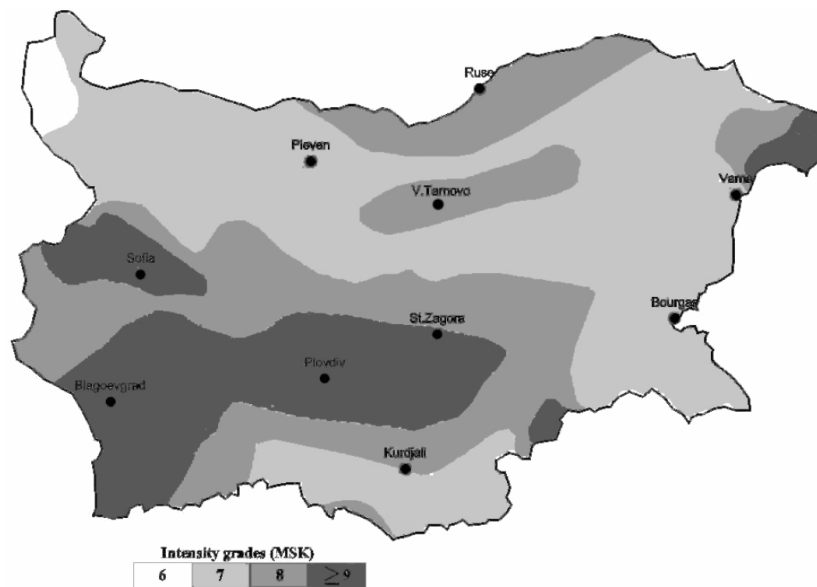 Ruse
Pleven
V.Tarnovo
Varna
Sofia
Bourgas
St.Zagora
Plovdiv
Blagoevgrad
Kurdjali
Intensity grades (MSK)
6 7 8 ≥9